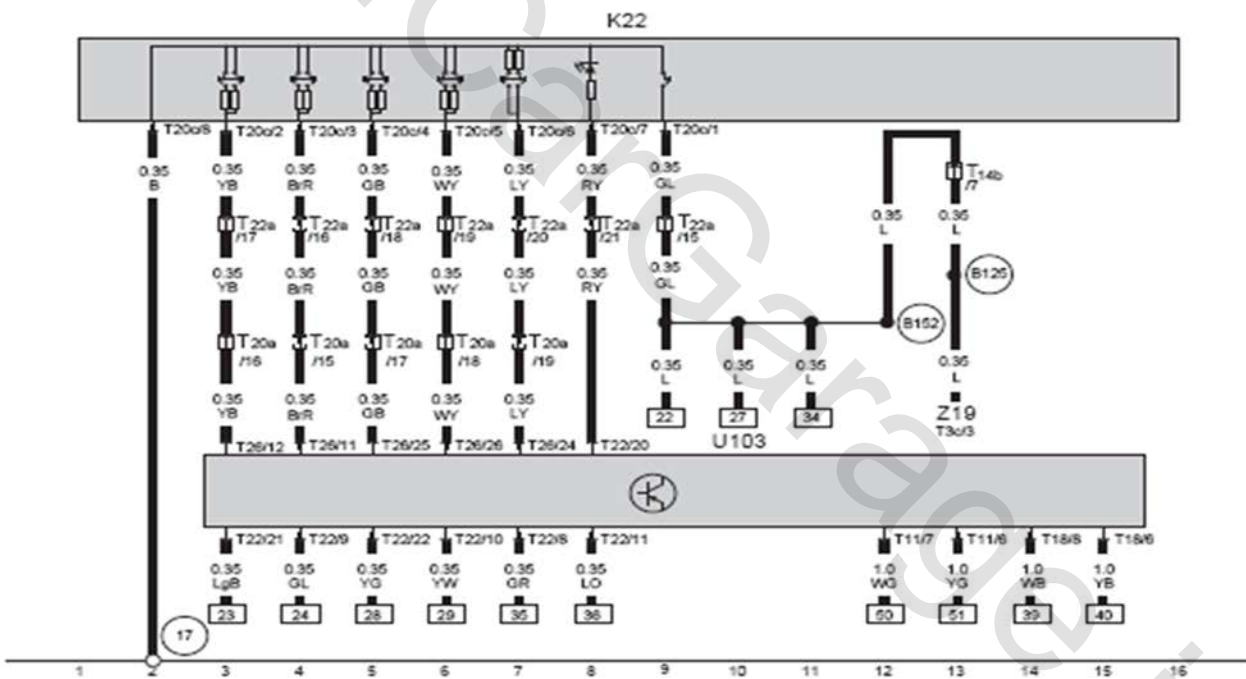 K22
T20c/8 T20c/2 T20c/3 T20c/4 T20c/5 T20c/6 T20c/7 T20c/1
0.35 0.35 0.35 0.35 0.35 0.35 0.35 0.35
B YB B/R GB WY LY RY GL
T14b
/7
T22a T22a T22a T22a T22a T22a T22a
/17 /16 /18 /19 /20 /21 /15
0.35 0.35
L L
0.35 0.35 0.35 0.35 0.35 0.35 0.35
YB B/R GB WY LY RY GL
B125
B152
T20a T20a T20a T20a T20a
/16 /15 /17 /18 /19
0.35 0.35 0.35 0.35
L L L L
0.35 0.35 0.35 0.35 0.35
YB B/R GB WY LY
22 27 34
Z19
T3c/3
U103
T26/12 T26/11 T26/25 T26/26 T26/24 T22/20
T22/21 T22/9 T22/22 T22/10 T22/8 T22/11 T11/7 T11/6 T18/8 T18/6
0.35 0.35 0.35 0.35 0.35 0.35 1.0 1.0 1.0 1.0
LgB GL YG YW GR LO WG YG WB YB
23 24 28 29 35 36 50 51 39 40
17
1 2 3 4 5 6 7 8 9 10 11 12 13 14 15 16
CarGarage